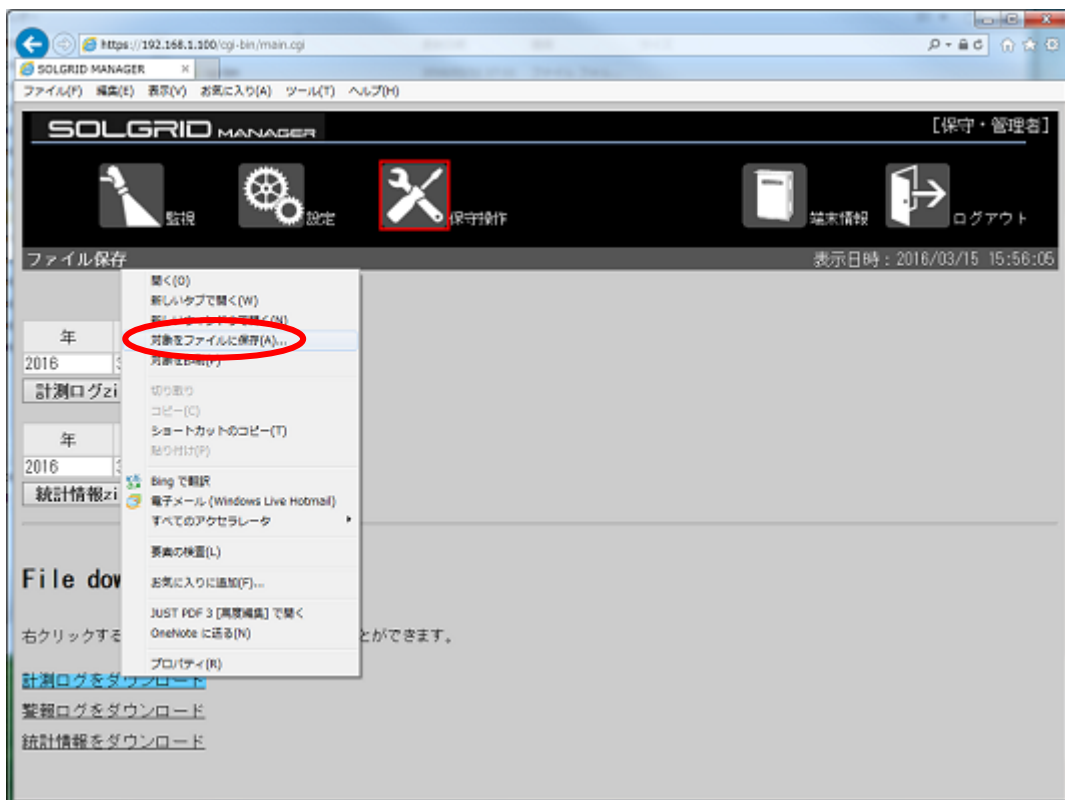 https://192.168.1.100/cgi-bin/main.cgi
SOLGRID MANAGER
ファイル(F) 編集(E) 表示(V) お気に入り(A) ツール(T) ヘルプ(H)
SOLGRID MANAGER [保守・管理者]
監視 設定 保守操作 端末情報 ログアウト
ファイル保存 表示日時：2016/03/15 15:56:05
開く(O)
新しいタブで開く(W)
対象をファイルに保存(A)...
切り取り
コピー(C)
ショートカットのコピー(T)
貼り付け(P)
Bing で翻訳
電子メール (Windows Live Hotmail)
すべてのアクセラレータ
要素の検査(L)
お気に入りに追加(F)...
JUST PDF 3 [高度編集] で開く
OneNote に送る(N)
プロパティ(R)
年
2016
計測ログzi
年
2016
統計情報zi
File dow
右クリックする とができます。
計測ログをダウンロード
警報ログをダウンロード
統計情報をダウンロード